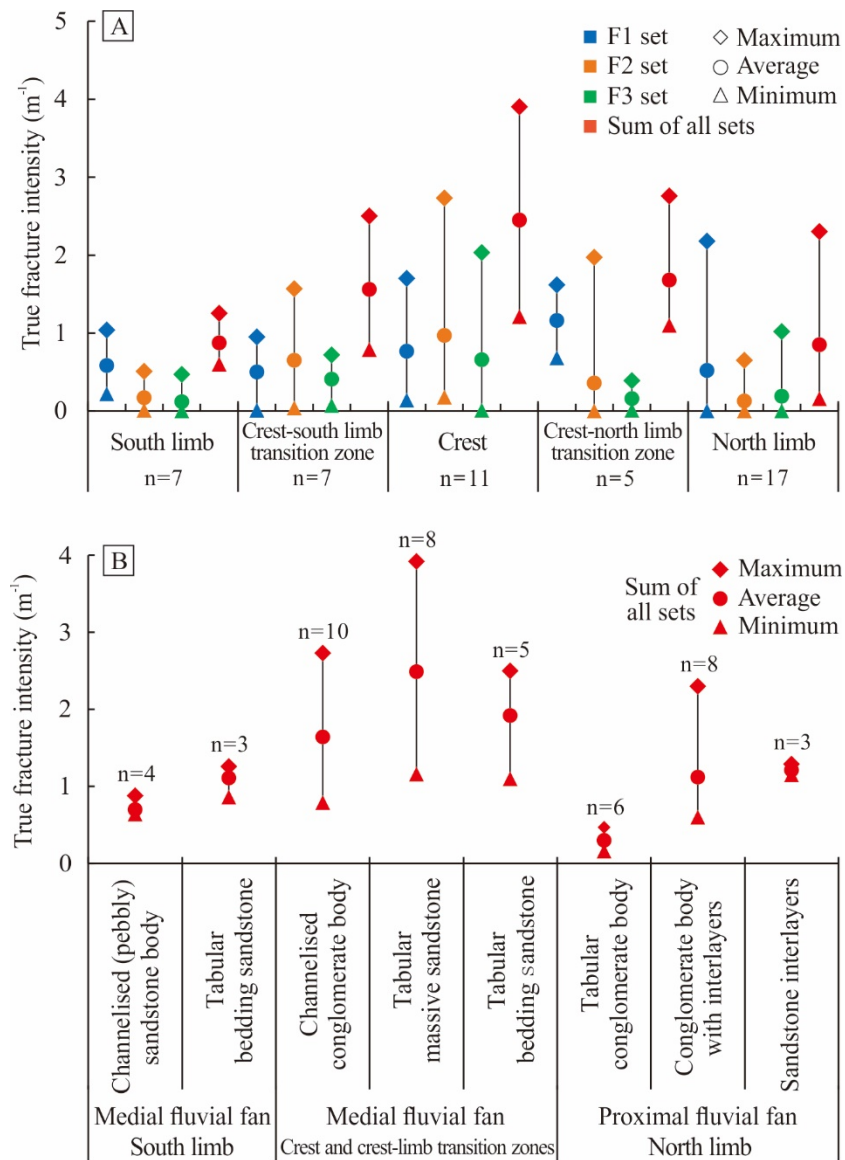 A
5
4
3
2
1
0
True fracture intensity (m⁻¹)
F1 set
F2 set
F3 set
Sum of all sets
Maximum
Average
Minimum
South limb
n=7
Crest-south limb
transition zone
n=7
Crest
n=11
Crest-north limb
transition zone
n=5
North limb
n=17
B
4
3
2
1
0
True fracture intensity (m⁻¹)
Sum of
all sets
Maximum
Average
Minimum
n=4
n=3
n=10
n=8
n=5
n=6
n=8
n=3
Channelised (pebbly)
sandstone body
Tabular
bedding sandstone
Channelised
conglomerate body
Tabular
massive sandstone
Tabular
bedding sandstone
Tabular
conglomerate body
Conglomerate body
with interlayers
Sandstone interlayers
Medial fluvial fan
South limb
Medial fluvial fan
Crest and crest-limb transition zones
Proximal fluvial fan
North limb